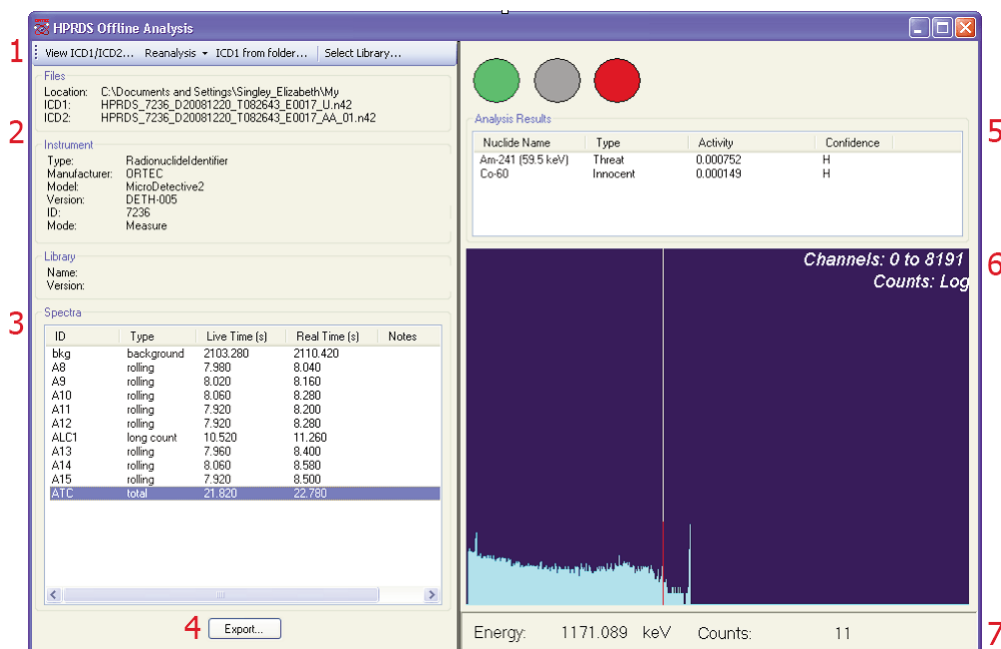 HPRDS Offline Analysis
1
View ICD1/ICD2... Reanalysis ICD1 from folder... Select Library...
Files
Location: C:\Documents and Settings\Singley_Elizabeth\My
ICD1: HPRDS_7236_D20081220_T082643_E0017_U.n42
ICD2: HPRDS_7236_D20081220_T082643_E0017_AA_01.n42
2
Instrument
Type: RadionuclideIdentifier
Manufacturer: ORTEC
Model: MicroDetective2
Version: DETH-005
ID: 7236
Mode: Measure
Library
Name:
Version:
3
Spectra
ID Type Live Time (s) Real Time (s) Notes
bkg background 2103.280 2110.420
A8 rolling 7.980 8.040
A9 rolling 8.020 8.160
A10 rolling 8.060 8.280
A11 rolling 7.920 8.200
A12 rolling 7.920 8.280
ALC1 long count 10.520 11.260
A13 rolling 7.960 8.400
A14 rolling 8.060 8.580
A15 rolling 7.920 8.500
ATC total 21.820 22.780
4
Export...
5
Analysis Results
Nuclide Name Type Activity Confidence
Am-241 (59.5 keV) Threat 0.000752 H
Co-60 Innocent 0.000149 H
6
Channels: 0 to 8191
Counts: Log
Energy: 1171.089 keV Counts: 11
7